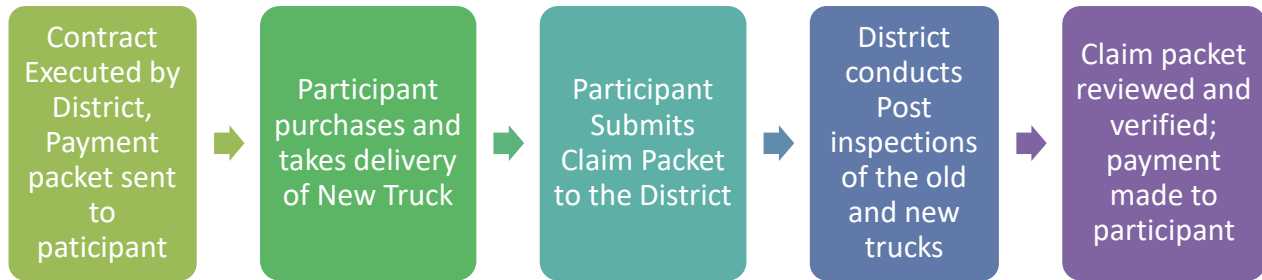 Contract
Executed by
District,
Payment
packet sent
to
paticipant
Participant
purchases and
takes delivery
of New Truck
Participant
Submits
Claim Packet
to the District
District
conducts
Post
inspections
of the old
and new
trucks
Claim packet
reviewed and
verified;
payment
made to
participant